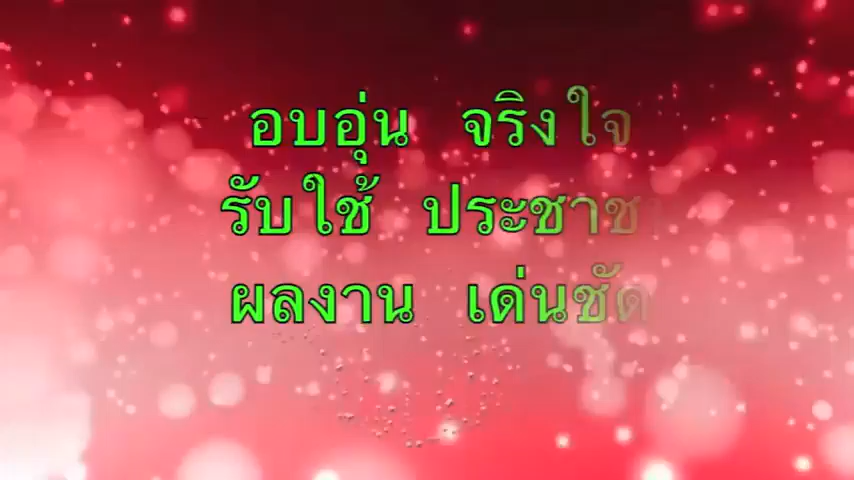 อบอุ่น จริงใจ
รับใช้ ประชาช
ผลงาน เด่นชัด